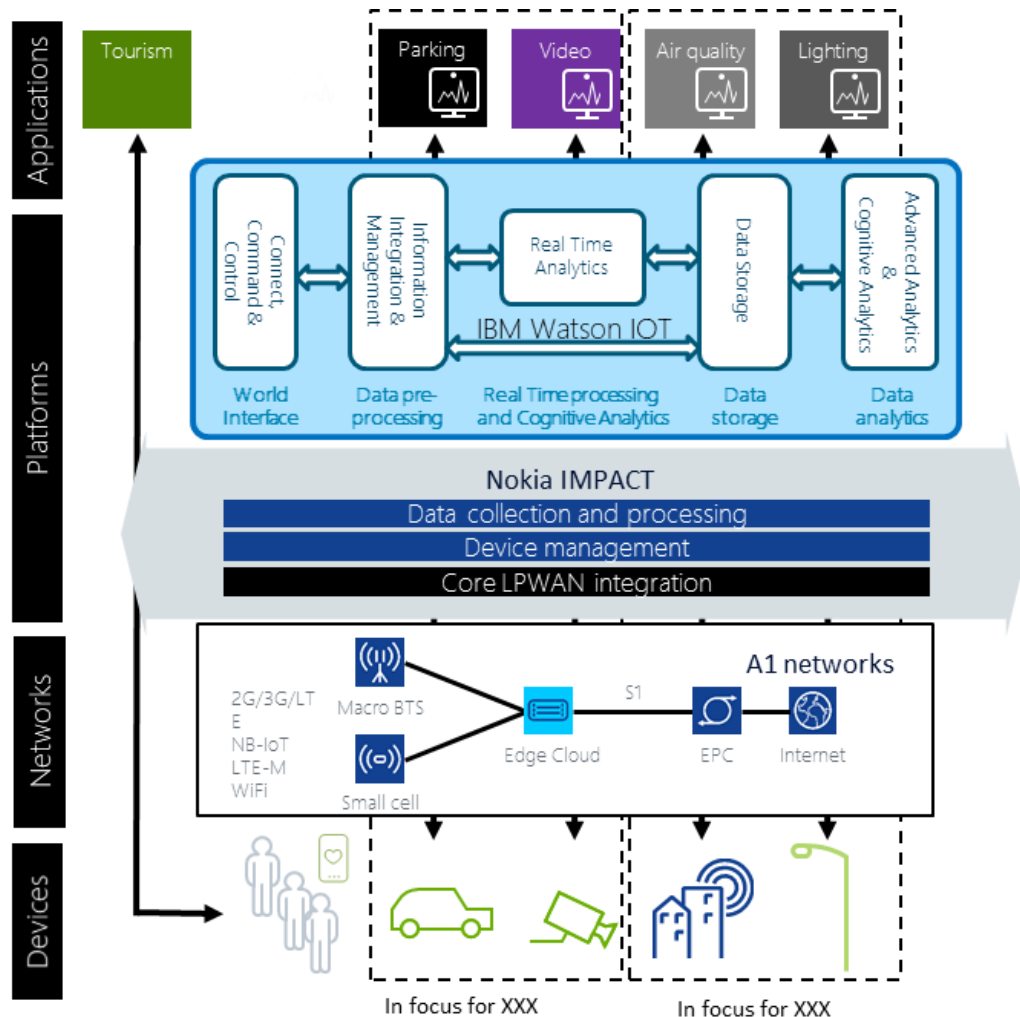 Applications
Tourism
Parking
Video
Air quality
Lighting
Platforms
Connect,
Command &
Control
Information
Integration &
Management
Real Time
Analytics
Data Storage
Advanced Analytics
&
Cognitive Analytics
IBM Watson IOT
World
Interface
Data pre-
processing
Real Time processing
and Cognitive Analytics
Data
storage
Data
analytics
Nokia IMPACT
Data collection and processing
Device management
Core LPWAN integration
Networks
A1 networks
2G/3G/LT
E
NB-IoT
LTE-M
WiFi
Macro BTS
Small cell
Edge Cloud
S1
EPC
Internet
Devices
In focus for XXX
In focus for XXX